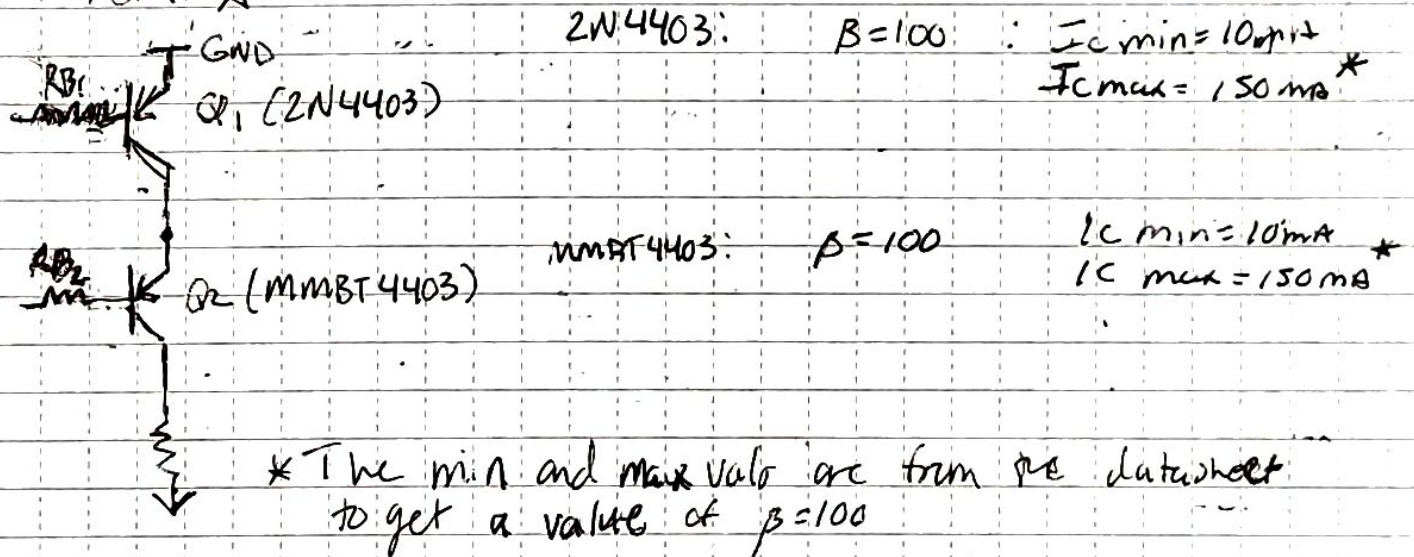 2N4403: β=100 : Ic min=10mA
Ic max= 150 mA*
GND
RB1
Q1 (2N4403)
MMBT4403: β=100 Ic min=10mA
Ic max=150mA*
RB2
Q2 (MMBT4403)
* The min and max vals are from the datasheet
to get a value of β=100